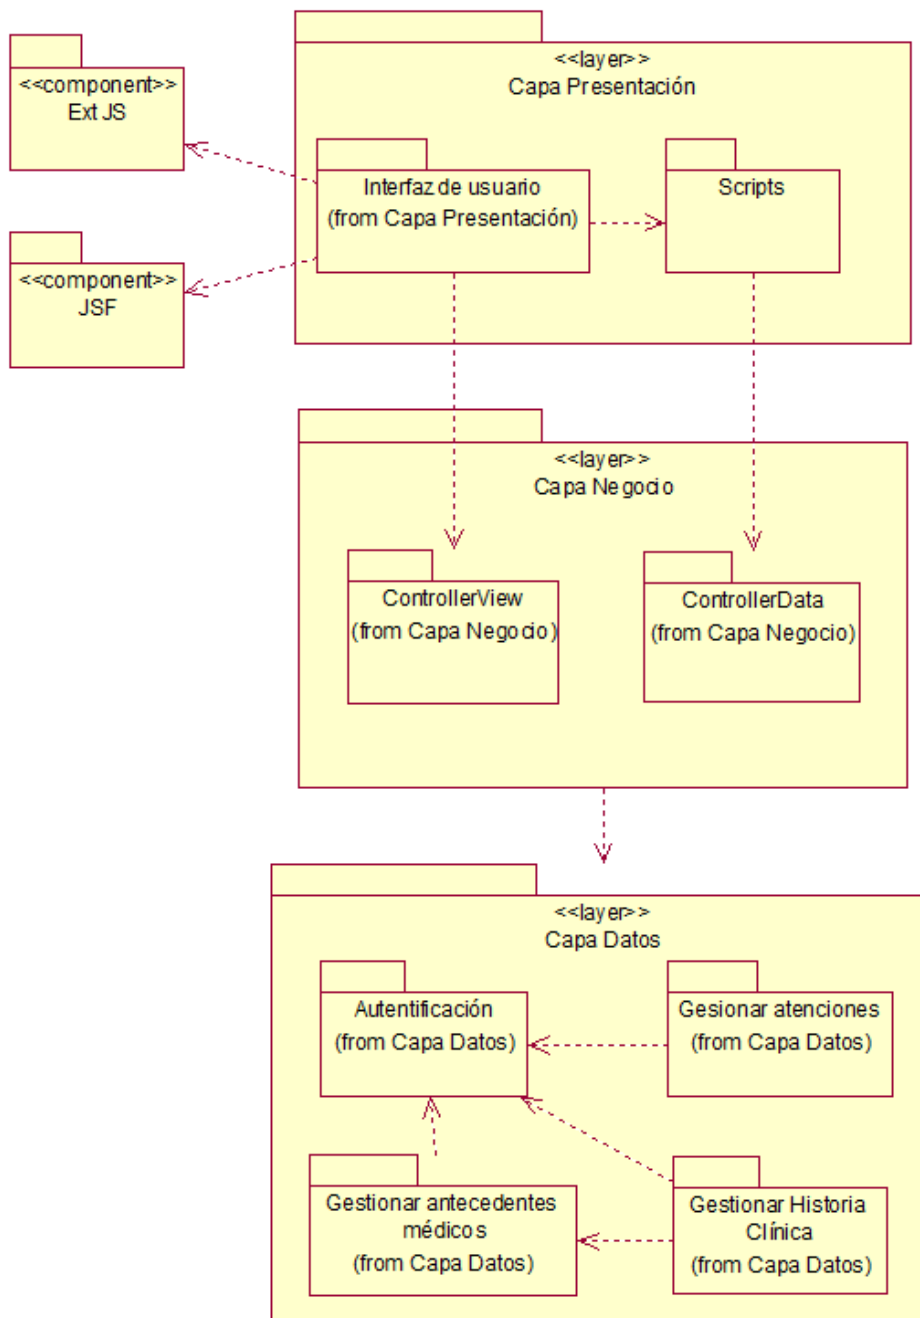 <<component>>
Ext JS
<<layer>>
Capa Presentación
Interfaz de usuario
(from Capa Presentación)
Scripts
<<component>>
JSF
<<layer>>
Capa Negocio
ControllerView
(from Capa Negocio)
ControllerData
(from Capa Negocio)
<<layer>>
Capa Datos
Autentificación
(from Capa Datos)
Gesionar atenciones
(from Capa Datos)
Gestionar antecedentes
médicos
(from Capa Datos)
Gestionar Historia
Clínica
(from Capa Datos)